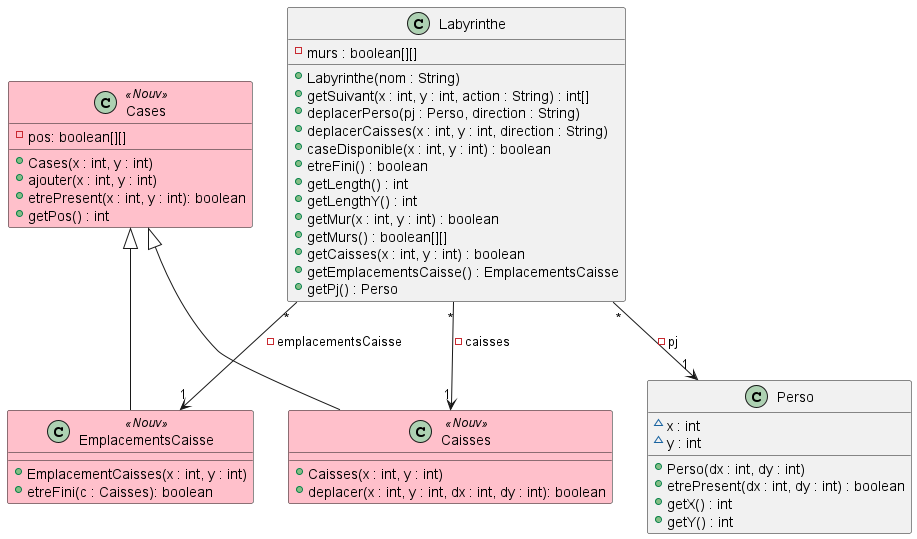 C Labyrinthe
murs : boolean[][]
Labyrinthe(nom : String)
getSuivant(x : int, y : int, action : String) : int[]
deplacerPerso(pj : Perso, direction : String)
deplacerCaisses(x : int, y : int, direction : String)
caseDisponible(x : int, y : int) : boolean
etreFini() : boolean
getLength() : int
getLengthY() : int
getMur(x : int, y : int) : boolean
getMurs() : boolean[][]
getCaisses(x : int, y : int) : boolean
getEmplacementsCaisse() : EmplacementsCaisse
getPj() : Perso
«Nouv»
C Cases
pos: boolean[][]
Cases(x : int, y : int)
ajouter(x : int, y : int)
etrePresent(x : int, y : int): boolean
getPos() : int
* * *
emplacementsCaisse
caisses
pj
1 1 1
«Nouv»
C EmplacementsCaisse
EmplacementCaisses(x : int, y : int)
etreFini(c : Caisses): boolean
«Nouv»
C Caisses
Caisses(x : int, y : int)
deplacer(x : int, y : int, dx : int, dy : int): boolean
C Perso
x : int
y : int
Perso(dx : int, dy : int)
etrePresent(dx : int, dy : int) : boolean
getX() : int
getY() : int